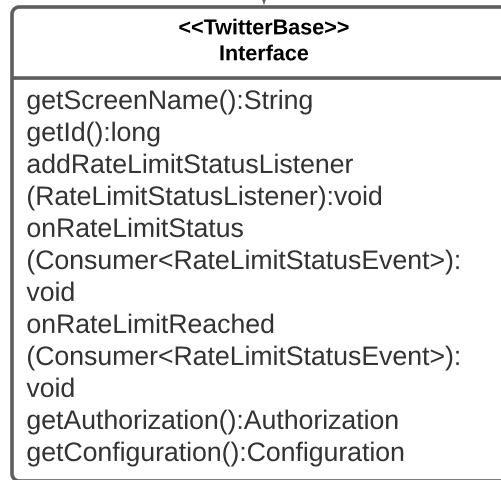 <<TwitterBase>>
Interface
getScreenName():String
getId():long
addRateLimitStatusListener
(RateLimitStatusListener):void
onRateLimitStatus
(Consumer<RateLimitStatusEvent>):
void
onRateLimitReached
(Consumer<RateLimitStatusEvent>):
void
getAuthorization():Authorization
getConfiguration():Configuration